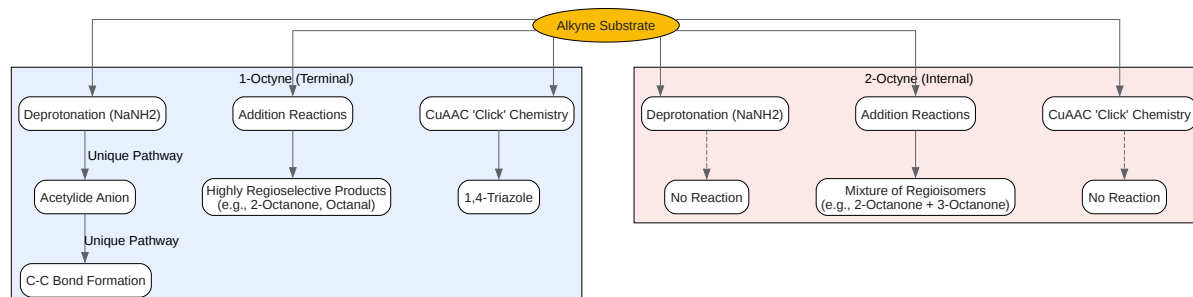 Alkyne Substrate
1-Octyne (Terminal)
Deprotonation (NaNH2)
Addition Reactions
CuAAC 'Click' Chemistry
Unique Pathway
Acetylide Anion
Highly Regioselective Products
(e.g., 2-Octanone, Octanal)
1,4-Triazole
Unique Pathway
C-C Bond Formation
2-Octyne (Internal)
Deprotonation (NaNH2)
Addition Reactions
CuAAC 'Click' Chemistry
No Reaction
Mixture of Regioisomers
(e.g., 2-Octanone + 3-Octanone)
No Reaction